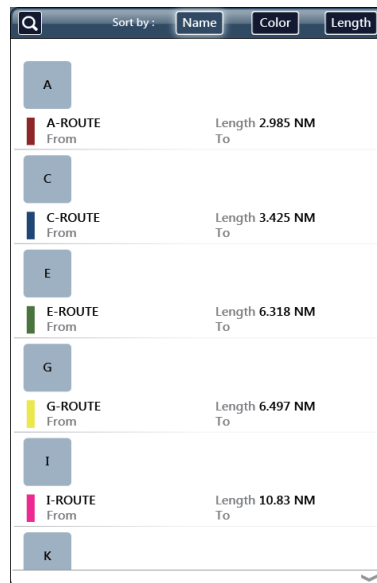 Sort by : Name Color Length
A
A-ROUTE Length 2.985 NM
From To
C
C-ROUTE Length 3.425 NM
From To
E
E-ROUTE Length 6.318 NM
From To
G
G-ROUTE Length 6.497 NM
From To
I
I-ROUTE Length 10.83 NM
From To
K